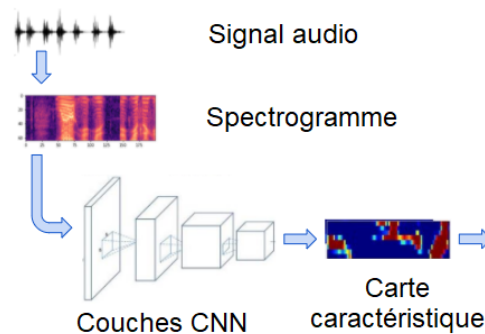 Signal audio
Spectrogramme
Couches CNN
Carte
caractéristique